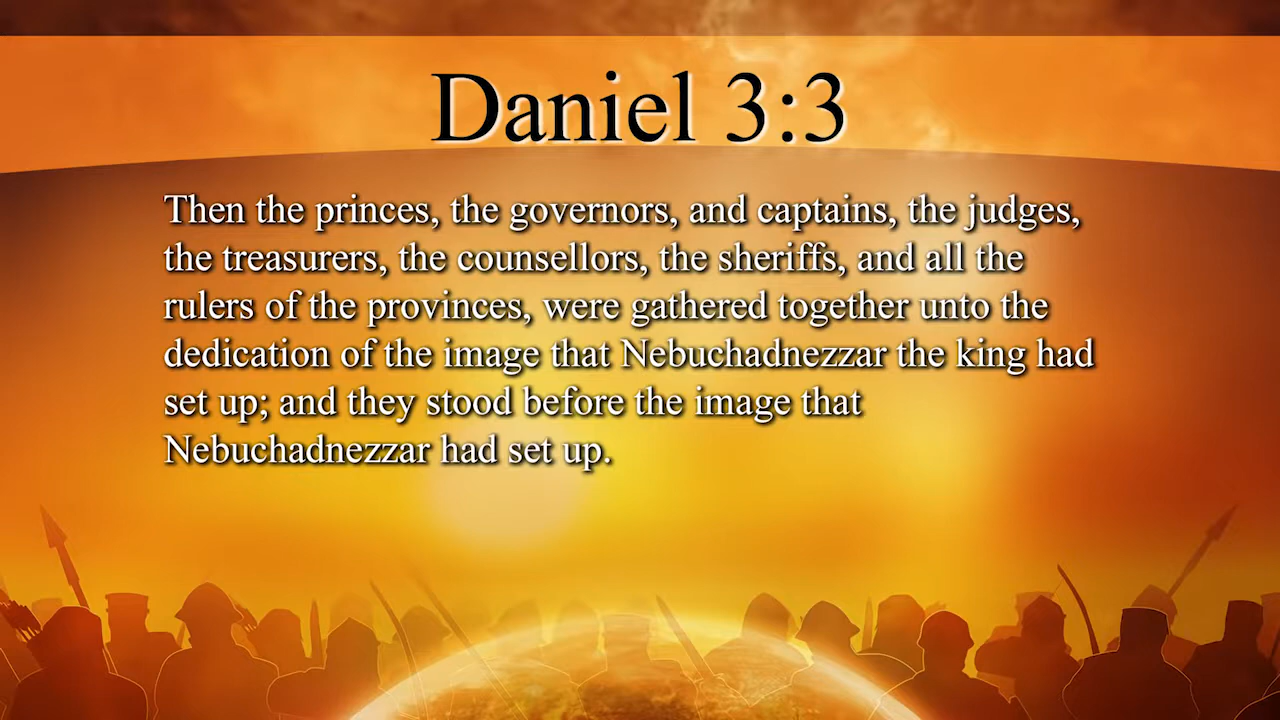 Daniel 3:3
Then the princes, the governors, and captains, the judges,
the treasurers, the counsellors, the sheriffs, and all the
rulers of the provinces, were gathered together unto the
dedication of the image that Nebuchadnezzar the king had
set up; and they stood before the image that
Nebuchadnezzar had set up.